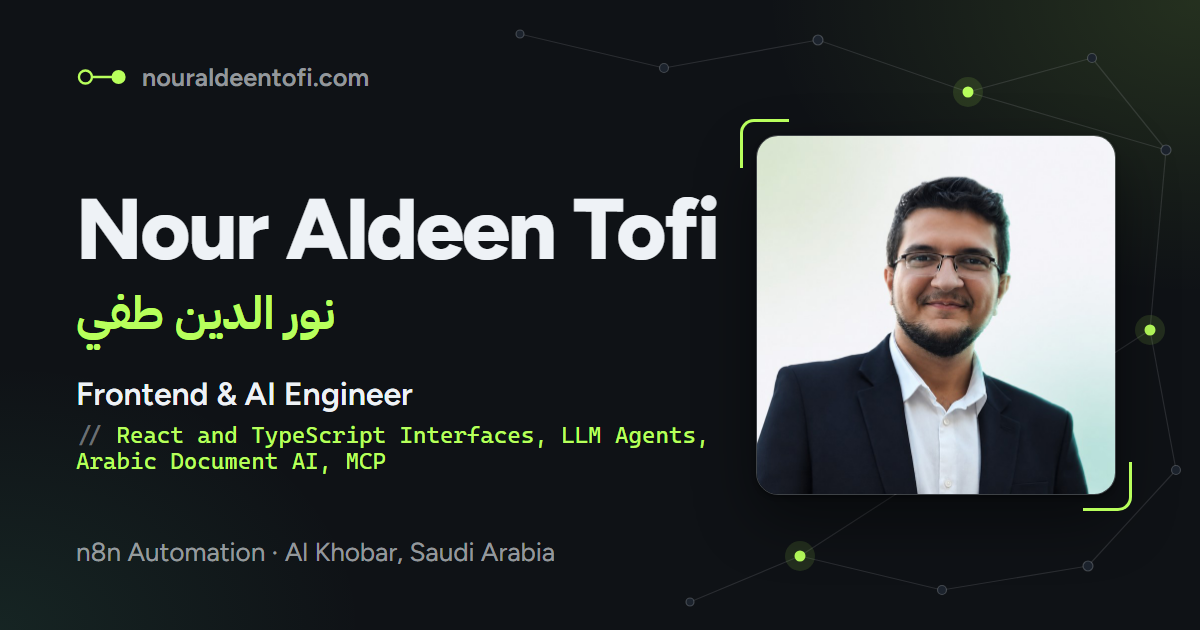 nouraldeentofi.com
Nour Aldeen Tofi
نور الدين طفي
Frontend & AI Engineer
// React and TypeScript Interfaces, LLM Agents,
Arabic Document AI, MCP
n8n Automation · Al Khobar, Saudi Arabia